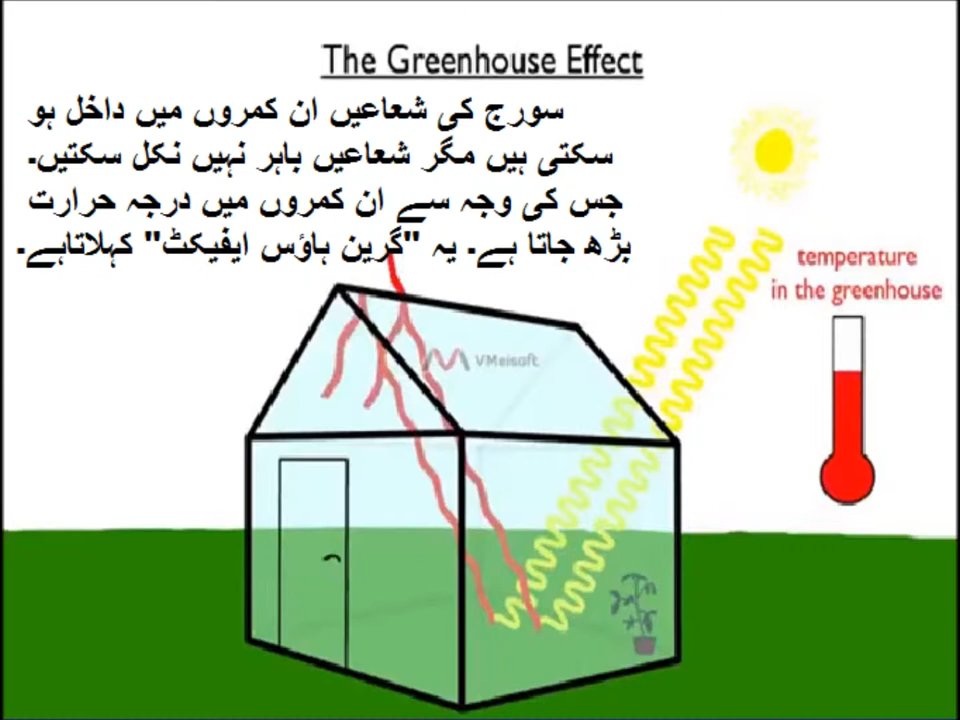 The Greenhouse Effect
سورج کی شعاعیں ان کمروں میں داخل ہو
سکتی ہیں مگر شعاعیں باہر نہیں نکل سکتیں۔
جس کی وجہ سے ان کمروں میں درجہ حرارت
بڑھ جاتا ہے۔ یہ "گرین ہاؤس ایفیکٹ" کہلاتاہے۔
temperature
in the greenhouse
VMeisoft